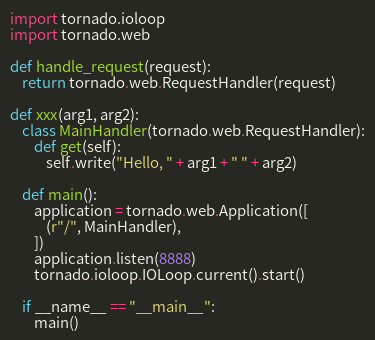 import tornado.ioloop
import tornado.web

def handle_request(request):
    return tornado.web.RequestHandler(request)

def xxx(arg1, arg2):
    class MainHandler(tornado.web.RequestHandler):
        def get(self):
            self.write("Hello, " + arg1 + " " + arg2)

    def main():
        application = tornado.web.Application([
            (r"/", MainHandler),
        ])
        application.listen(8888)
        tornado.ioloop.IOLoop.current().start()

    if __name__ == "__main__":
        main()